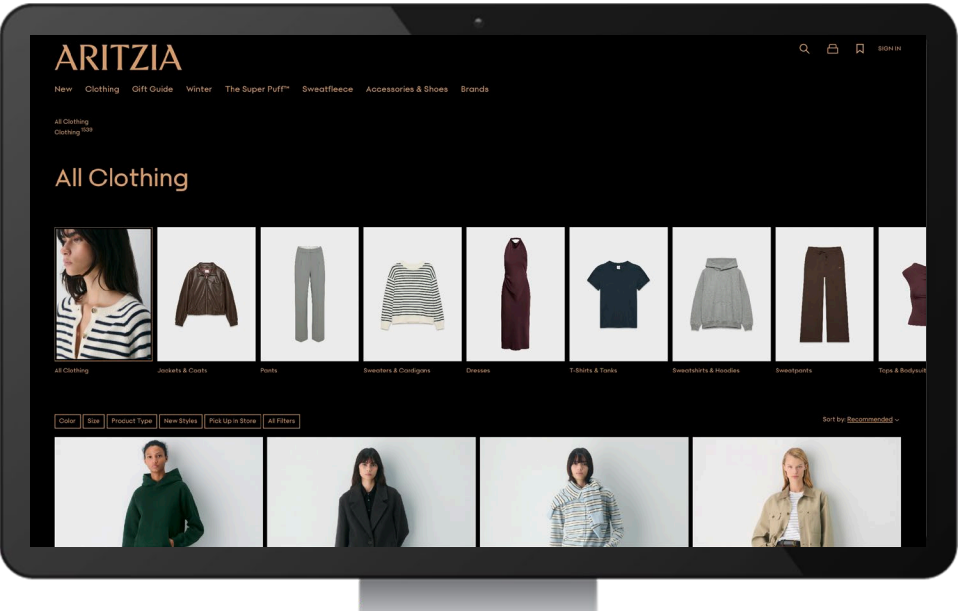 ARITZIA
SIGN IN
New Clothing Gift Guide Winter The Super Puff™ Sweatfleece Accessories & Shoes Brands
All Clothing
Clothing 1539
All Clothing
All Clothing Jackets & Coats Pants Sweaters & Cardigans Dresses T-Shirts & Tanks Sweatshirts & Hoodies Sweatpants Tops & Bodysuit
Color Size Product Type New Styles Pick Up in Store All Filters Sort by: Recommended